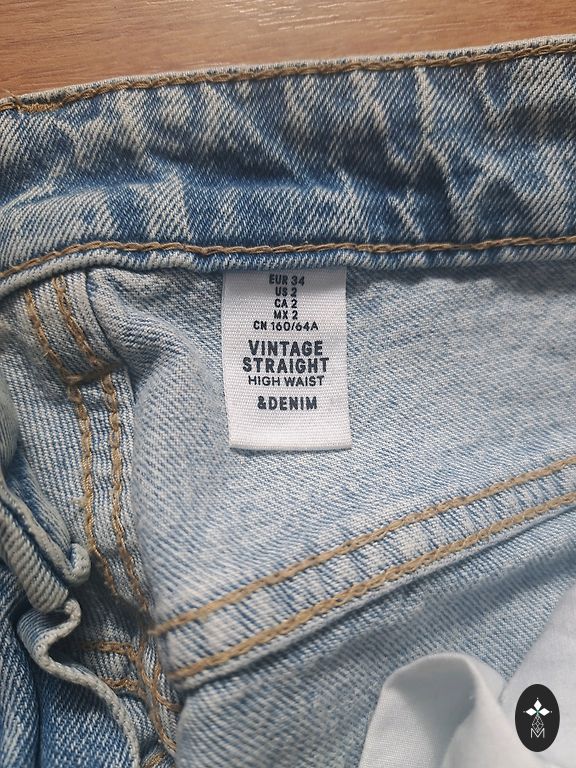 EUR 34
US 2
CA 2
MX 2
CN 160/64A
VINTAGE
STRAIGHT
HIGH WAIST
&DENIM
M